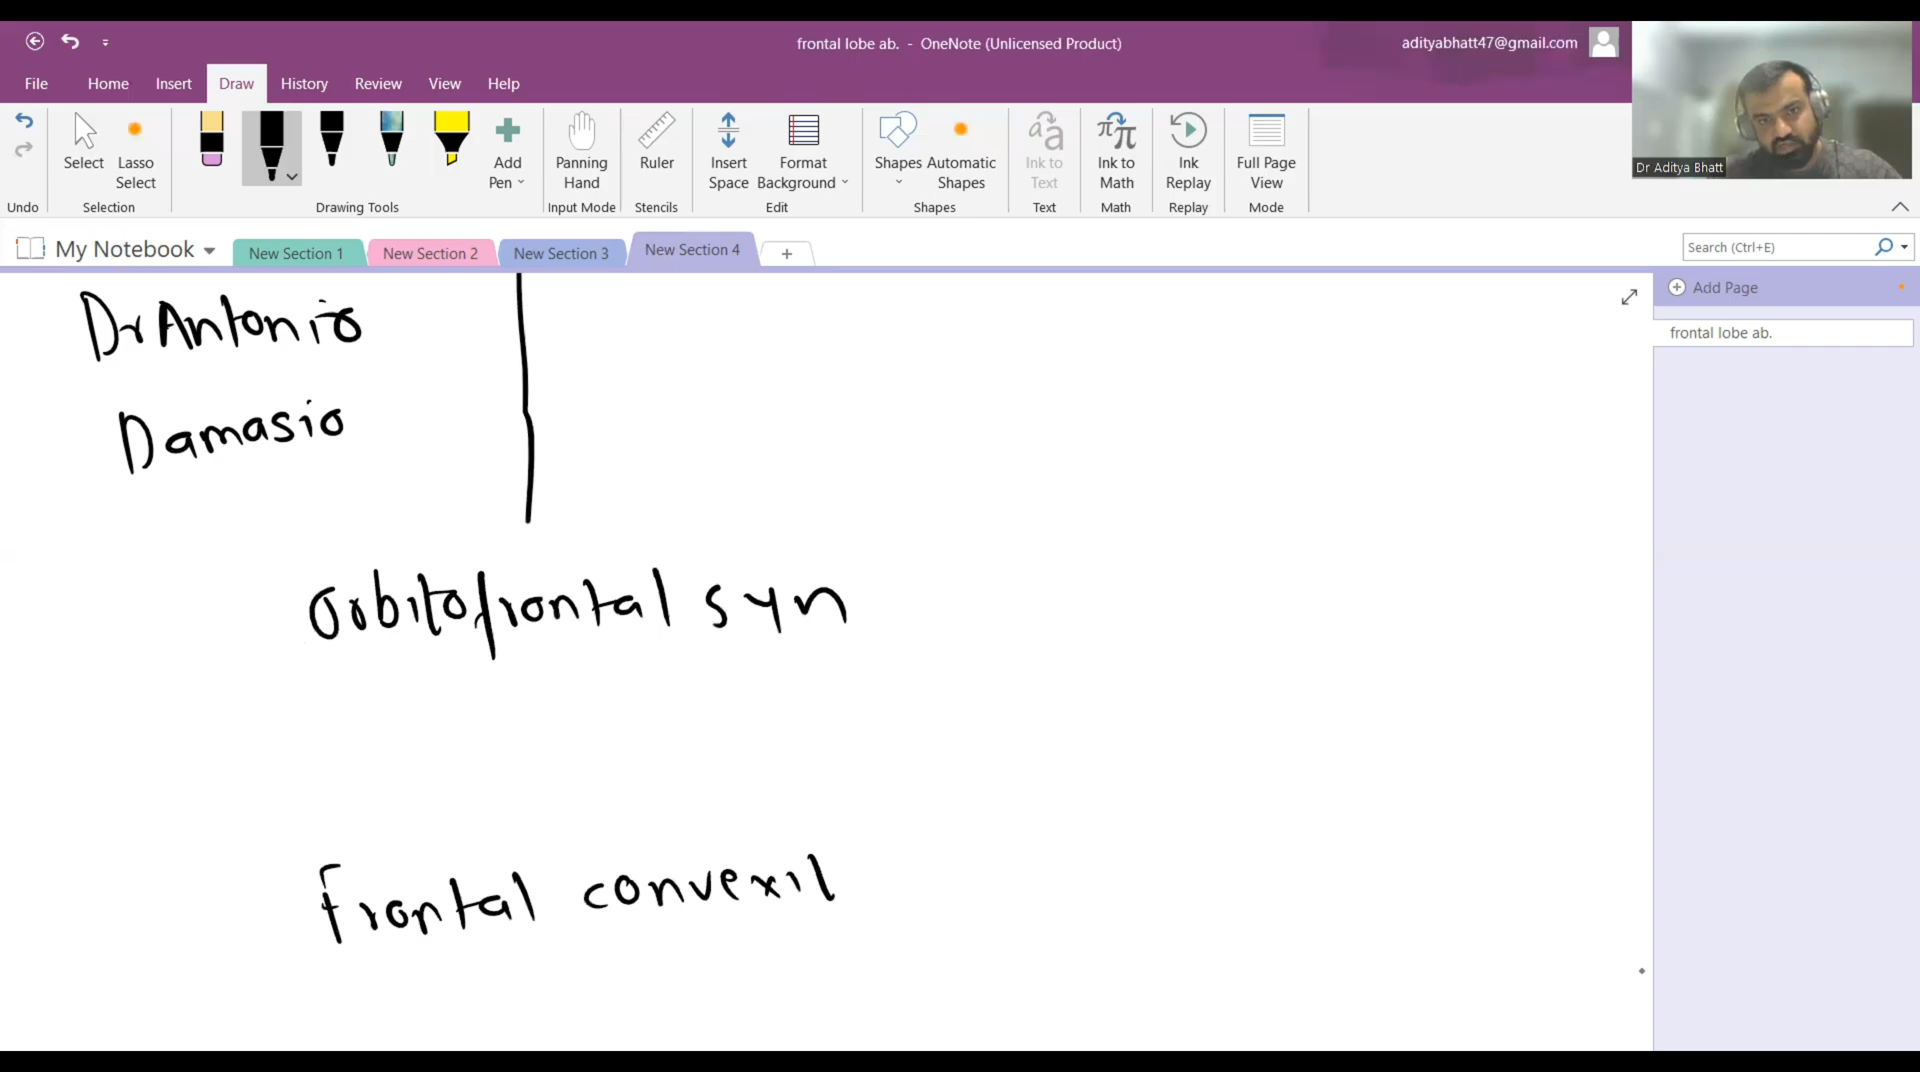 frontal lobe ab. - OneNote (Unlicensed Product)
adityabhatt47@gmail.com
File Home Insert Draw History Review View Help
Select
Lasso Select
Add Pen
Panning Hand
Ruler
Insert Space
Format Background
Shapes
Automatic Shapes
Ink to Text
Ink to Math
Ink Replay
Full Page View
Undo Selection Drawing Tools Input Mode Stencils Edit Shapes Text Math Replay Mode
Dr Aditya Bhatt
My Notebook New Section 1 New Section 2 New Section 3 New Section 4
Search (Ctrl+E)
Add Page
frontal lobe ab.
Dr Antonio
Damasio
Orbitofrontal syn
Frontal convexit